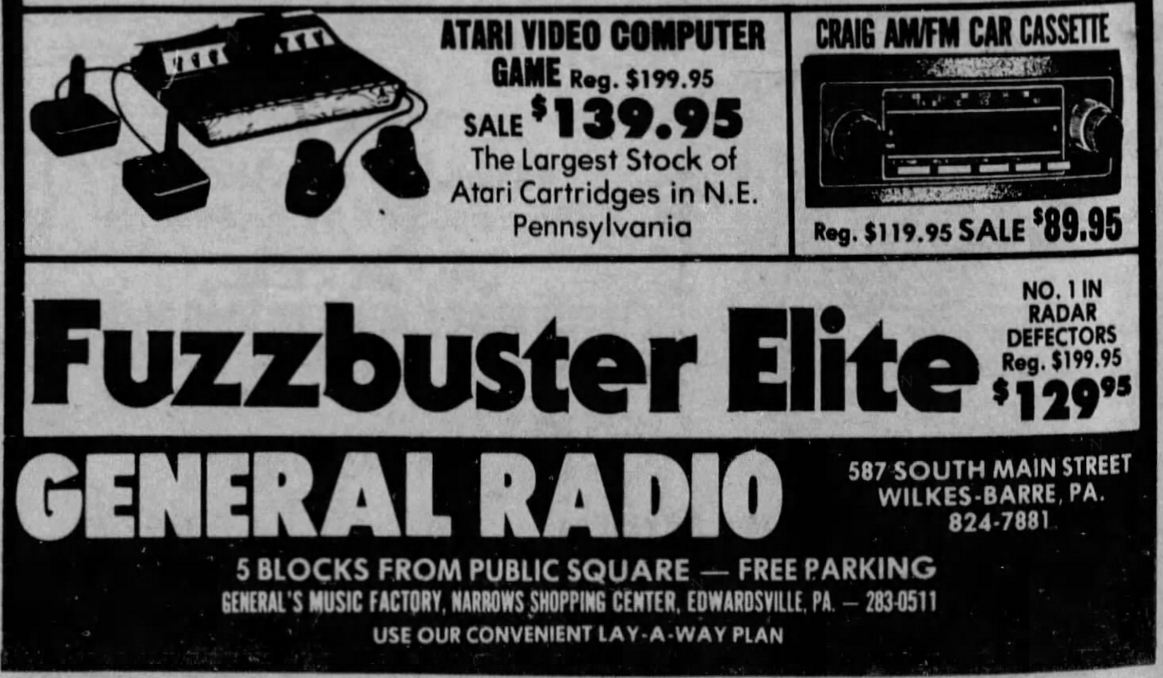 ATARI VIDEO COMPUTER
GAME Reg. $199.95
SALE $139.95
The Largest Stock of
Atari Cartridges in N.E.
Pennsylvania
CRAIG AM/FM CAR CASSETTE
Reg. $119.95 SALE $89.95
Fuzzbuster Elite
NO. 1 IN
RADAR
DEFECTORS
Reg. $199.95
$129 95
GENERAL RADIO
587 SOUTH MAIN STREET
WILKES-BARRE, PA.
824-7881
5 BLOCKS FROM PUBLIC SQUARE — FREE PARKING
GENERAL'S MUSIC FACTORY, NARROWS SHOPPING CENTER, EDWARDSVILLE, PA. — 283-0511
USE OUR CONVENIENT LAY-A-WAY PLAN